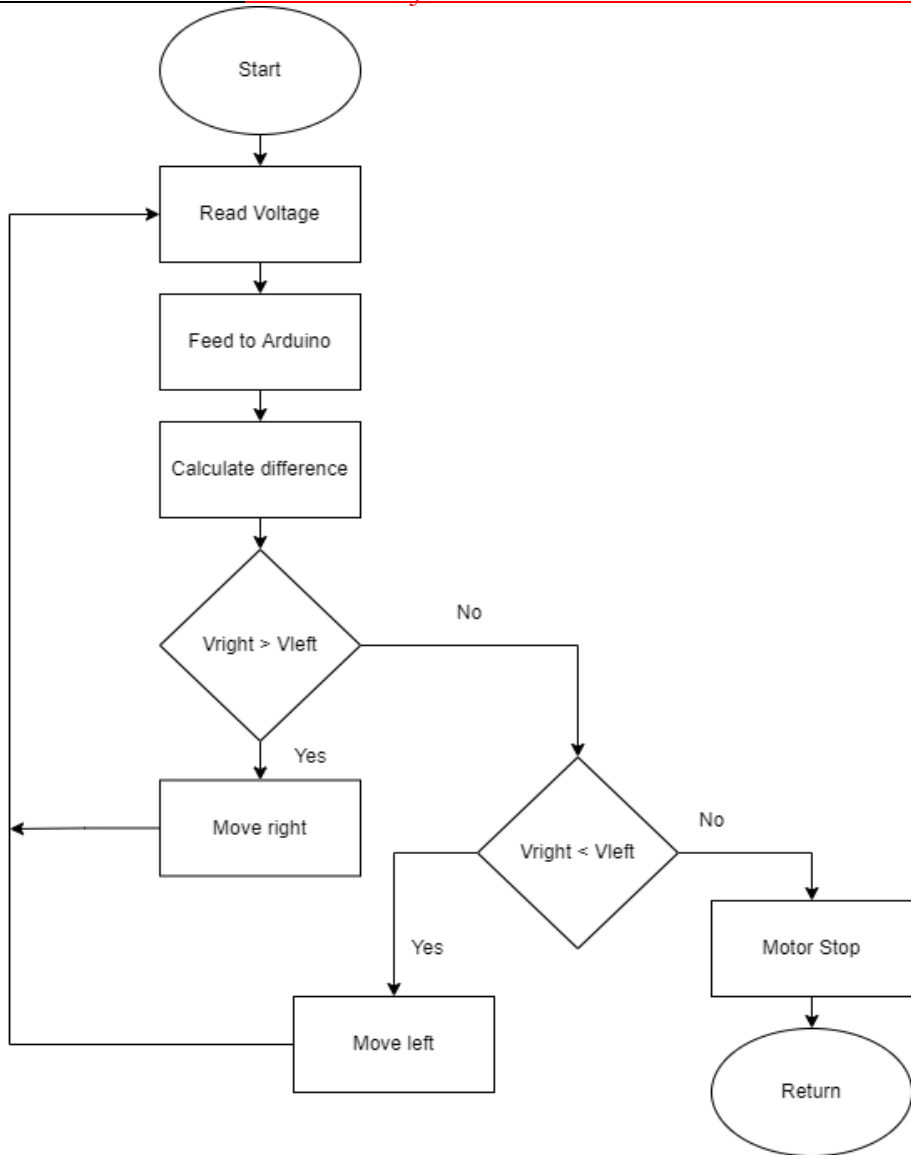 Start
Read Voltage
Feed to Arduino
Calculate difference
Vright > Vleft
No
Yes
Move right
Vright < Vleft
No
Yes
Motor Stop
Move left
Return